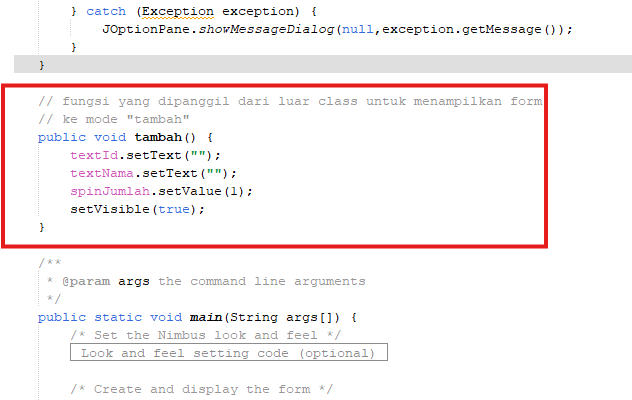 } catch (Exception exception) {
JOptionPane.showMessageDialog(null,exception.getMessage());
}
}
// fungsi yang dipanggil dari luar class untuk menampilkan form
// ke mode "tambah"
public void tambah() {
textId.setText("");
textNama.setText("");
spinJumlah.setValue(1);
setVisible(true);
}
/**
* @param args the command line arguments
*/
public static void main(String args[]) {
/* Set the Nimbus look and feel */
Look and feel setting code (optional)
/* Create and display the form */